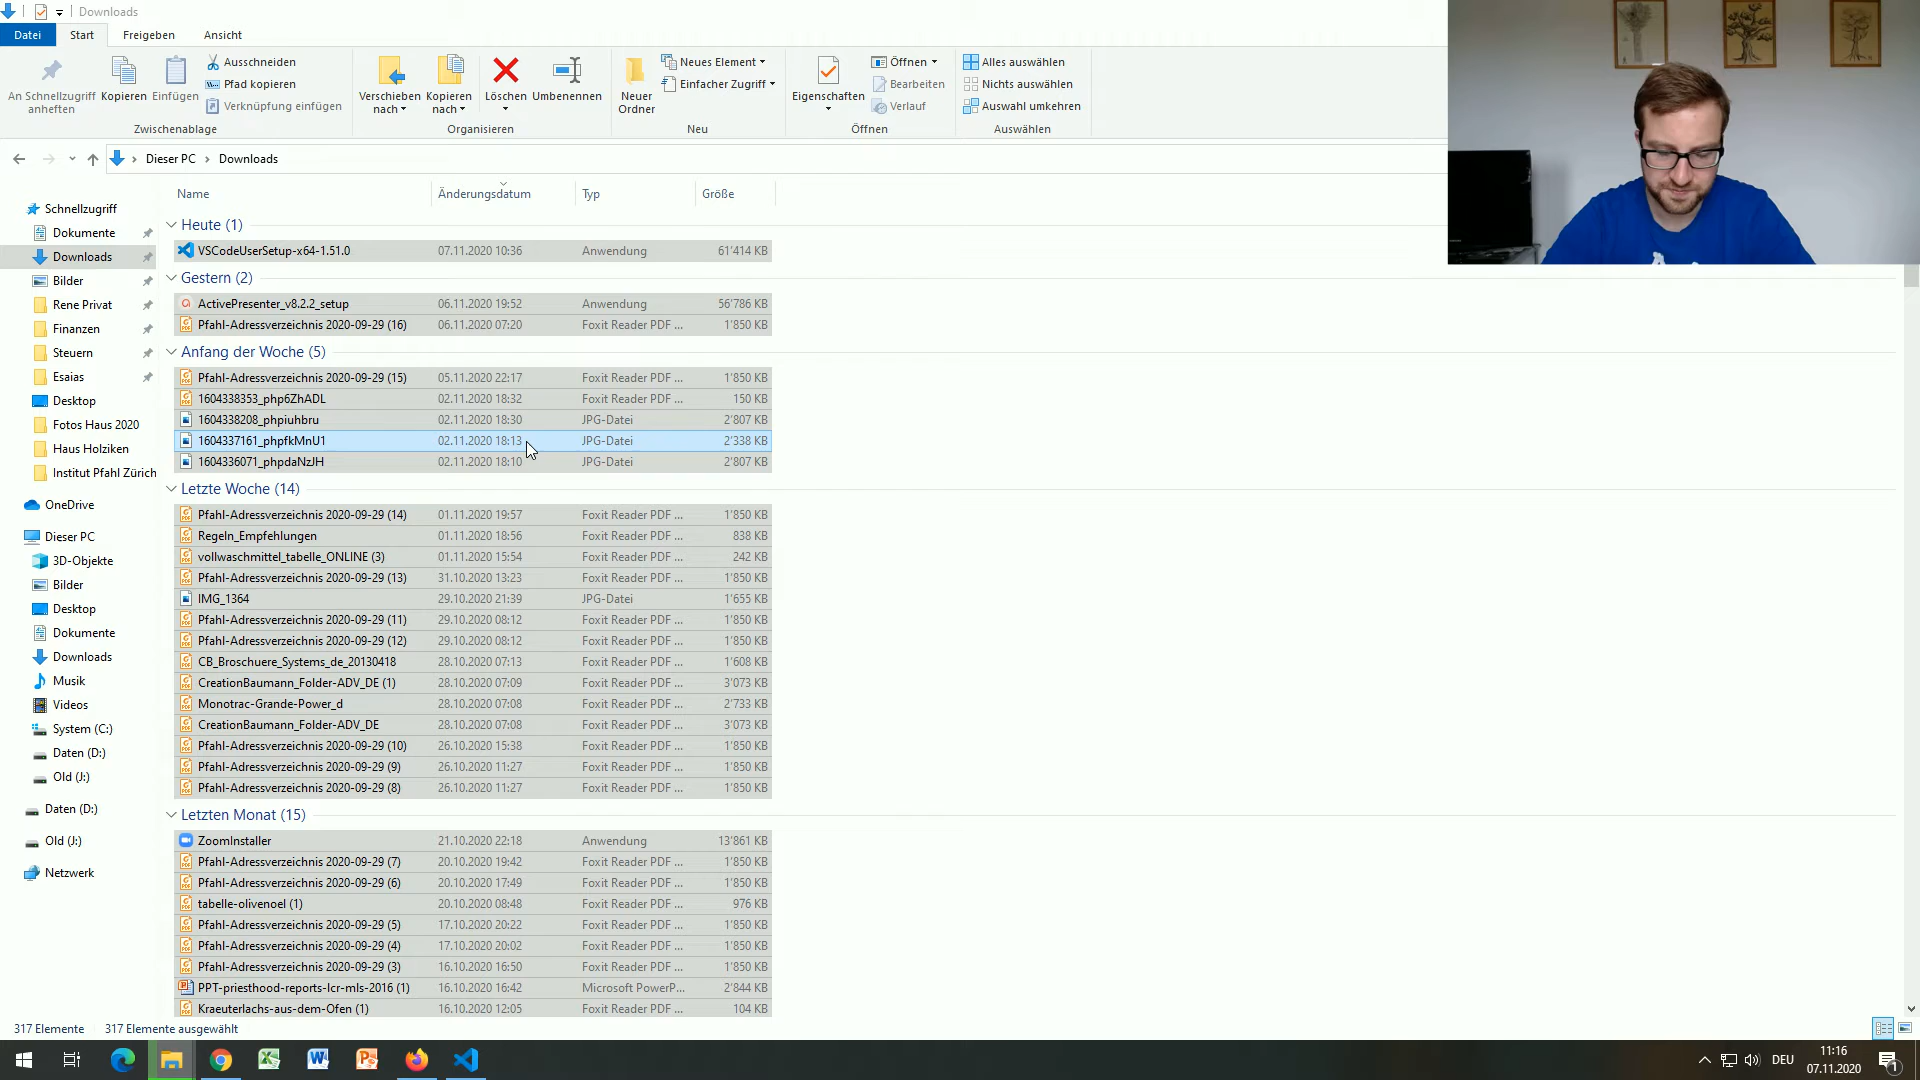 Downloads
Datei Start Freigeben Ansicht
An Schnellzugriff anheften
Kopieren
Einfügen
Ausschneiden
Pfad kopieren
Verknüpfung einfügen
Zwischenablage
Verschieben nach
Kopieren nach
Löschen
Umbenennen
Organisieren
Neuer Ordner
Neues Element
Einfacher Zugriff
Neu
Eigenschaften
Öffnen
Bearbeiten
Verlauf
Öffnen
Alles auswählen
Nichts auswählen
Auswahl umkehren
Auswählen
Dieser PC Downloads
Schnellzugriff
Dokumente
Downloads
Bilder
Rene Privat
Finanzen
Steuern
Esaias
Desktop
Fotos Haus 2020
Haus Holziken
Institut Pfahl Zürich
OneDrive
Dieser PC
3D-Objekte
Bilder
Desktop
Dokumente
Downloads
Musik
Videos
System (C:)
Daten (D:)
Old (J:)
Daten (D:)
Old (J:)
Netzwerk
Name Änderungsdatum Typ Größe
Heute (1)
VSCodeUserSetup-x64-1.51.0 07.11.2020 10:36 Anwendung 61'414 KB
Gestern (2)
ActivePresenter_v8.2.2_setup 06.11.2020 19:52 Anwendung 56'786 KB
Pfahl-Adressverzeichnis 2020-09-29 (16) 06.11.2020 07:20 Foxit Reader PDF ... 1'850 KB
Anfang der Woche (5)
Pfahl-Adressverzeichnis 2020-09-29 (15) 05.11.2020 22:17 Foxit Reader PDF ... 1'850 KB
1604338353_php6ZhADL 02.11.2020 18:32 Foxit Reader PDF ... 150 KB
1604338208_phpiuhbru 02.11.2020 18:30 JPG-Datei 2'807 KB
1604337161_phpfkMnU1 02.11.2020 18:13 JPG-Datei 2'338 KB
1604336071_phpdaNzJH 02.11.2020 18:10 JPG-Datei 2'807 KB
Letzte Woche (14)
Pfahl-Adressverzeichnis 2020-09-29 (14) 01.11.2020 19:57 Foxit Reader PDF ... 1'850 KB
Regeln_Empfehlungen 01.11.2020 18:56 Foxit Reader PDF ... 838 KB
vollwaschmittel_tabelle_ONLINE (3) 01.11.2020 15:54 Foxit Reader PDF ... 242 KB
Pfahl-Adressverzeichnis 2020-09-29 (13) 31.10.2020 13:23 Foxit Reader PDF ... 1'850 KB
IMG_1364 29.10.2020 21:39 JPG-Datei 1'655 KB
Pfahl-Adressverzeichnis 2020-09-29 (11) 29.10.2020 08:12 Foxit Reader PDF ... 1'850 KB
Pfahl-Adressverzeichnis 2020-09-29 (12) 29.10.2020 08:12 Foxit Reader PDF ... 1'850 KB
CB_Broschuere_Systems_de_20130418 28.10.2020 07:13 Foxit Reader PDF ... 1'608 KB
CreationBaumann_Folder-ADV_DE (1) 28.10.2020 07:09 Foxit Reader PDF ... 3'073 KB
Monotrac-Grande-Power_d 28.10.2020 07:08 Foxit Reader PDF ... 2'733 KB
CreationBaumann_Folder-ADV_DE 28.10.2020 07:08 Foxit Reader PDF ... 3'073 KB
Pfahl-Adressverzeichnis 2020-09-29 (10) 26.10.2020 15:38 Foxit Reader PDF ... 1'850 KB
Pfahl-Adressverzeichnis 2020-09-29 (9) 26.10.2020 11:27 Foxit Reader PDF ... 1'850 KB
Pfahl-Adressverzeichnis 2020-09-29 (8) 26.10.2020 11:27 Foxit Reader PDF ... 1'850 KB
Letzten Monat (15)
ZoomInstaller 21.10.2020 22:18 Anwendung 13'861 KB
Pfahl-Adressverzeichnis 2020-09-29 (7) 20.10.2020 19:42 Foxit Reader PDF ... 1'850 KB
Pfahl-Adressverzeichnis 2020-09-29 (6) 20.10.2020 17:49 Foxit Reader PDF ... 1'850 KB
tabelle-olivenoel (1) 20.10.2020 08:48 Foxit Reader PDF ... 976 KB
Pfahl-Adressverzeichnis 2020-09-29 (5) 17.10.2020 20:22 Foxit Reader PDF ... 1'850 KB
Pfahl-Adressverzeichnis 2020-09-29 (4) 17.10.2020 20:02 Foxit Reader PDF ... 1'850 KB
Pfahl-Adressverzeichnis 2020-09-29 (3) 16.10.2020 16:50 Foxit Reader PDF ... 1'850 KB
PPT-priesthood-reports-lcr-mls-2016 (1) 16.10.2020 16:42 Microsoft PowerP... 2'844 KB
Kraeuterlachs-aus-dem-Ofen (1) 16.10.2020 12:05 Foxit Reader PDF ... 104 KB
317 Elemente 317 Elemente ausgewählt
DEU
11:16
07.11.2020
1